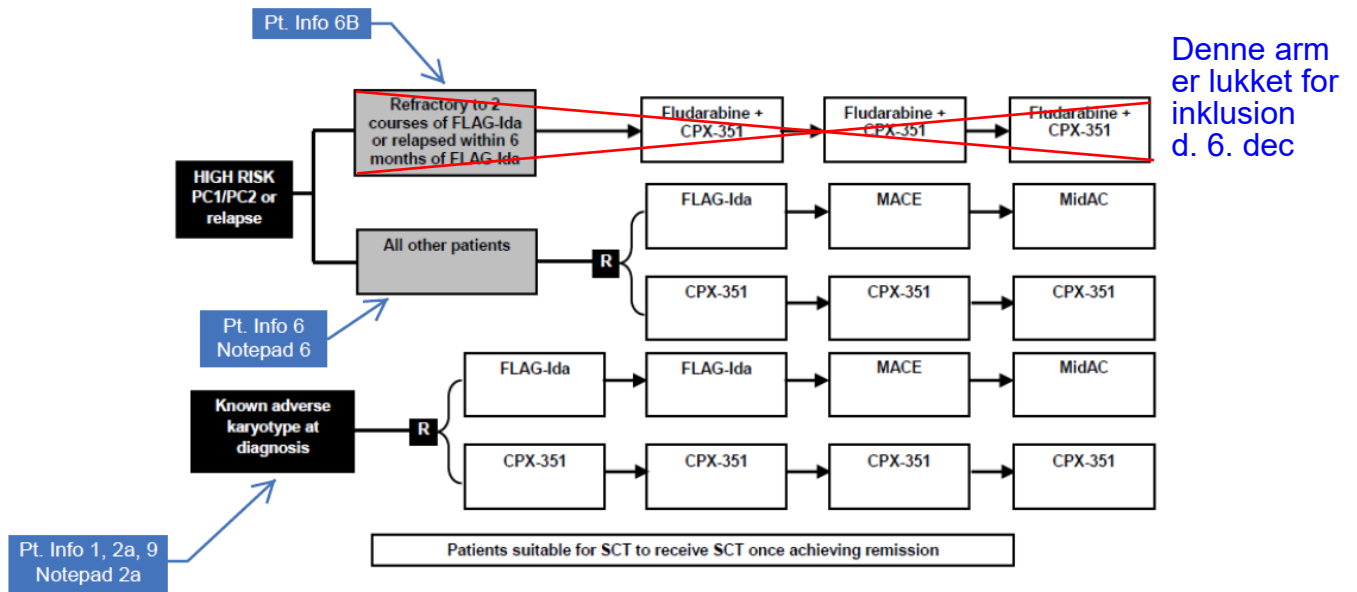 Pt. Info 6B
Denne arm
er lukket for
inklusion
d. 6. dec
Refractory to 2
courses of FLAG-Ida
or relapsed within 6
months of FLAG-Ida
Fludarabine +
CPX-351
Fludarabine +
CPX-351
Fludarabine +
CPX-351
HIGH RISK
PC1/PC2 or
relapse
All other patients
R
FLAG-Ida
MACE
MidAC
CPX-351
CPX-351
CPX-351
Pt. Info 6
Notepad 6
Known adverse
karyotype at
diagnosis
R
FLAG-Ida
FLAG-Ida
MACE
MidAC
CPX-351
CPX-351
CPX-351
CPX-351
Pt. Info 1, 2a, 9
Notepad 2a
Patients suitable for SCT to receive SCT once achieving remission